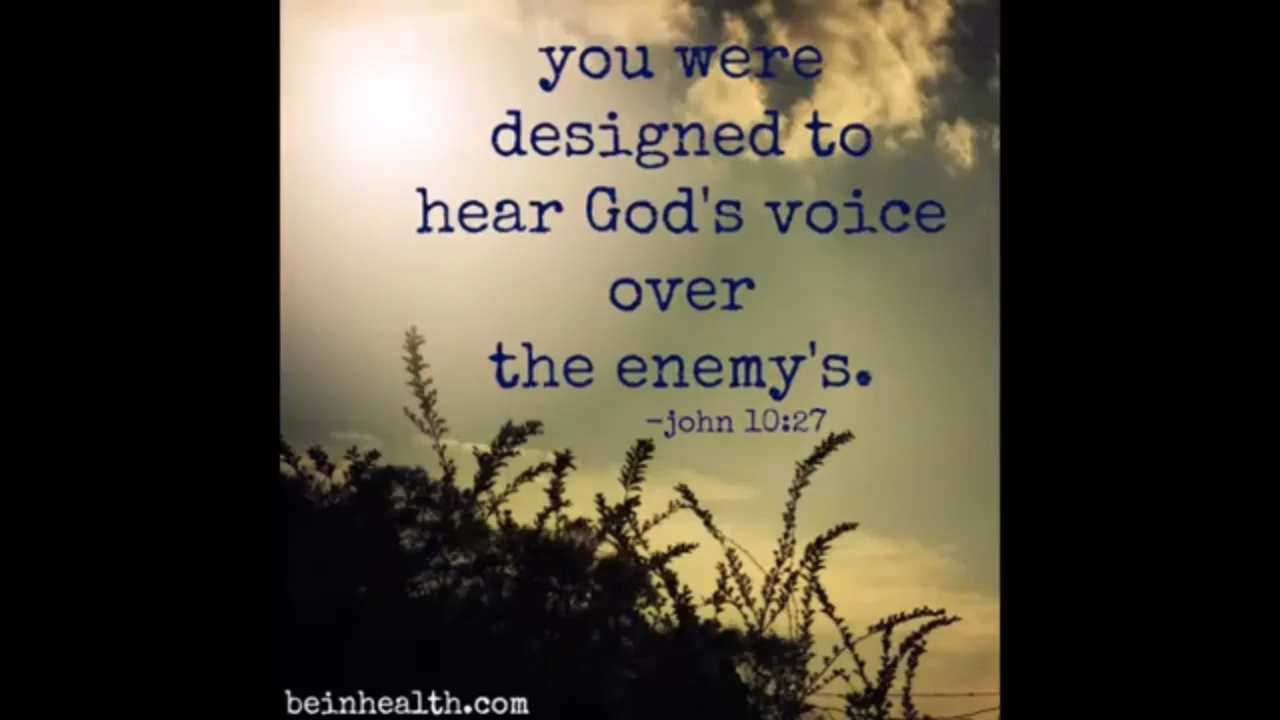 you were
designed to
hear God's voice
over
the enemy's.
-john 10:27
beinhealth.com